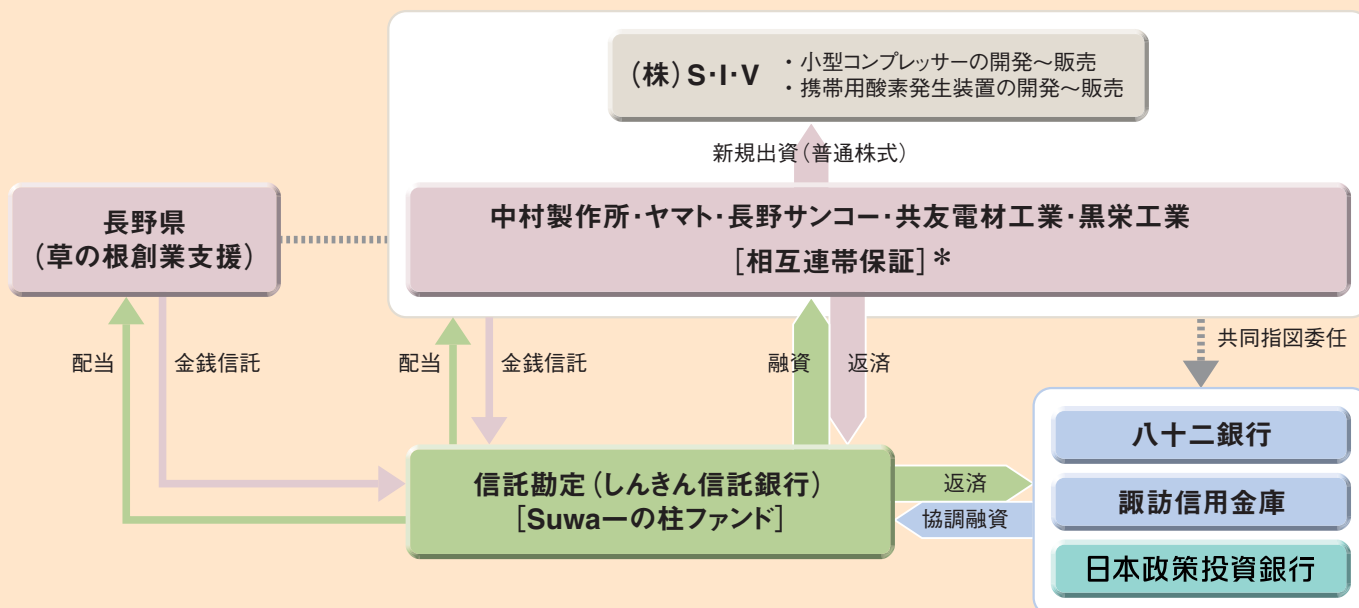 (株)S・I・V
・小型コンプレッサーの開発～販売
・携帯用酸素発生装置の開発～販売
新規出資(普通株式)
長野県
(草の根創業支援)
中村製作所・ヤマト・長野サンコー・共友電材工業・黒栄工業
[相互連帯保証]＊
配当
金銭信託
配当
金銭信託
融資
返済
共同指図委任
信託勘定(しんきん信託銀行)
[Suwa一の柱ファンド]
返済
協調融資
八十二銀行
諏訪信用金庫
日本政策投資銀行